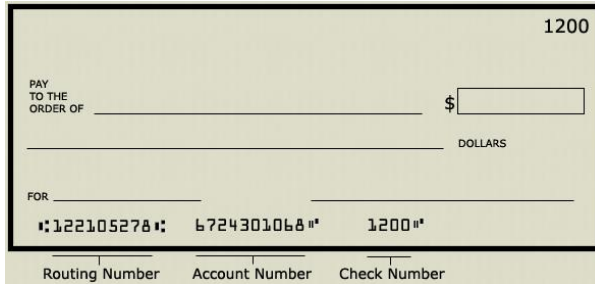 1200
PAY
TO THE
ORDER OF
$
DOLLARS
FOR
⑆122105278⑆ 6724301068⑈ 1200⑈
Routing Number Account Number Check Number